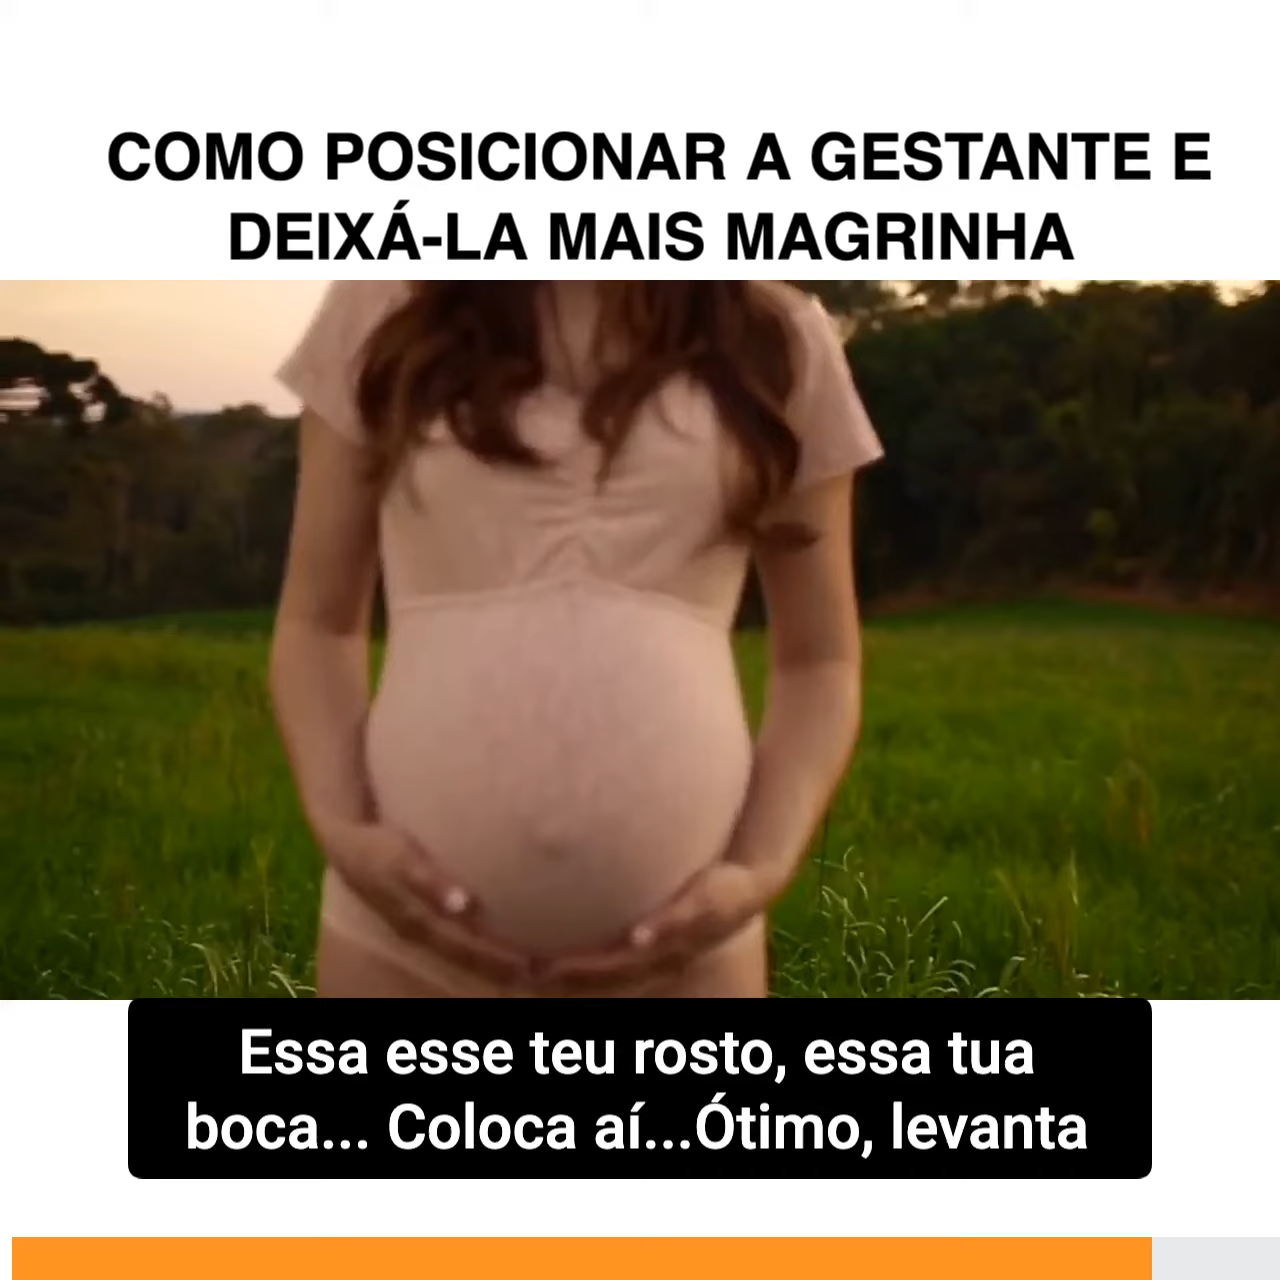 COMO POSICIONAR A GESTANTE E
DEIXÁ-LA MAIS MAGRINHA
Essa esse teu rosto, essa tua
boca... Coloca aí...Ótimo, levanta